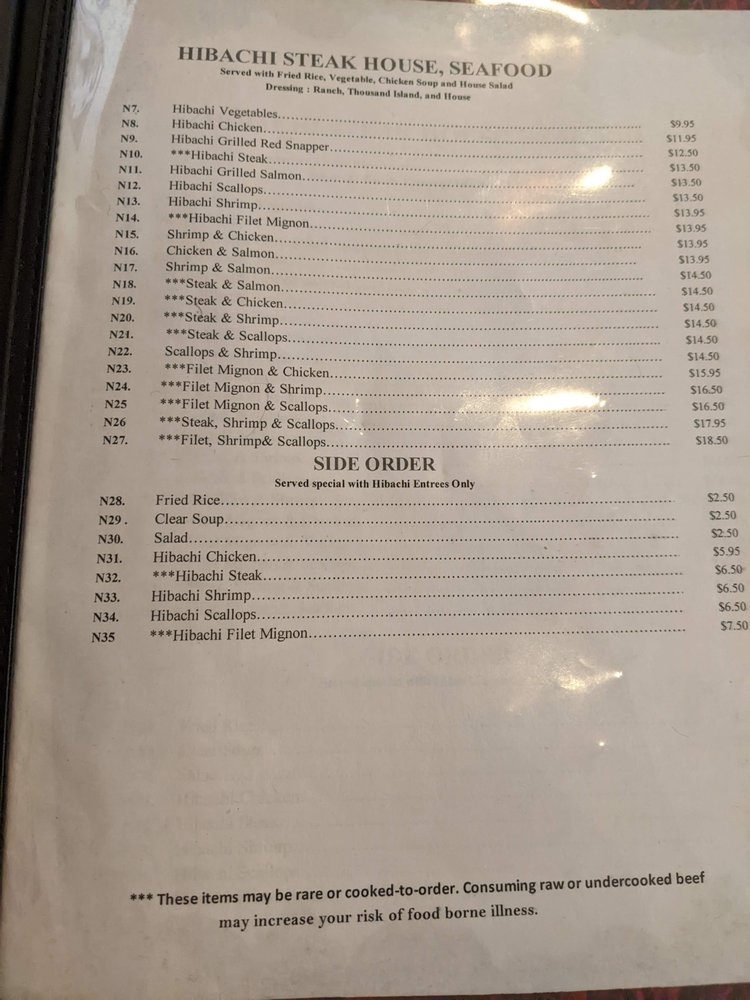 HIBACHI STEAK HOUSE, SEAFOOD
Served with Fried Rice, Vegetable, Chicken Soup and House Salad
Dressing : Ranch, Thousand Island, and House
N7. Hibachi Vegetables $9.95
N8. Hibachi Chicken $11.95
N9. Hibachi Grilled Red Snapper $12.50
N10. ***Hibachi Steak $13.50
N11. Hibachi Grilled Salmon $13.50
N12. Hibachi Scallops $13.50
N13. Hibachi Shrimp $13.95
N14. ***Hibachi Filet Mignon $13.95
N15. Shrimp & Chicken $13.95
N16. Chicken & Salmon $13.95
N17. Shrimp & Salmon $14.50
N18. ***Steak & Salmon $14.50
N19. ***Steak & Chicken $14.50
N20. ***Steak & Shrimp $14.50
N21. ***Steak & Scallops $14.50
N22. Scallops & Shrimp $14.50
N23. ***Filet Mignon & Chicken $15.95
N24. ***Filet Mignon & Shrimp $16.50
N25 ***Filet Mignon & Scallops $16.50
N26 ***Steak, Shrimp & Scallops $17.95
N27. ***Filet, Shrimp& Scallops $18.50
SIDE ORDER
Served special with Hibachi Entrees Only
N28. Fried Rice $2.50
N29 . Clear Soup $2.50
N30. Salad $2.50
N31. Hibachi Chicken $5.95
N32. ***Hibachi Steak $6.50
N33. Hibachi Shrimp $6.50
N34. Hibachi Scallops $6.50
N35 ***Hibachi Filet Mignon $7.50
*** These items may be rare or cooked-to-order. Consuming raw or undercooked beef
may increase your risk of food borne illness.